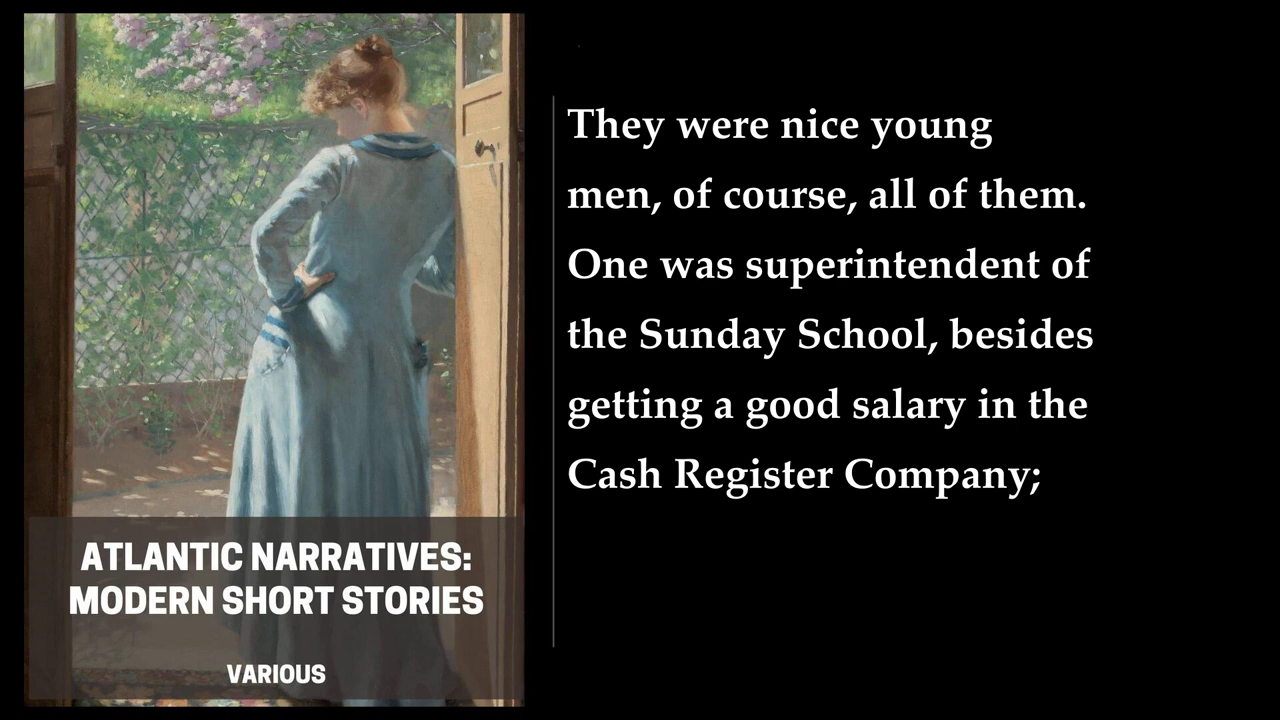 They were nice young
men, of course, all of them.
One was superintendent of
the Sunday School, besides
getting a good salary in the
Cash Register Company;
ATLANTIC NARRATIVES:
MODERN SHORT STORIES
VARIOUS